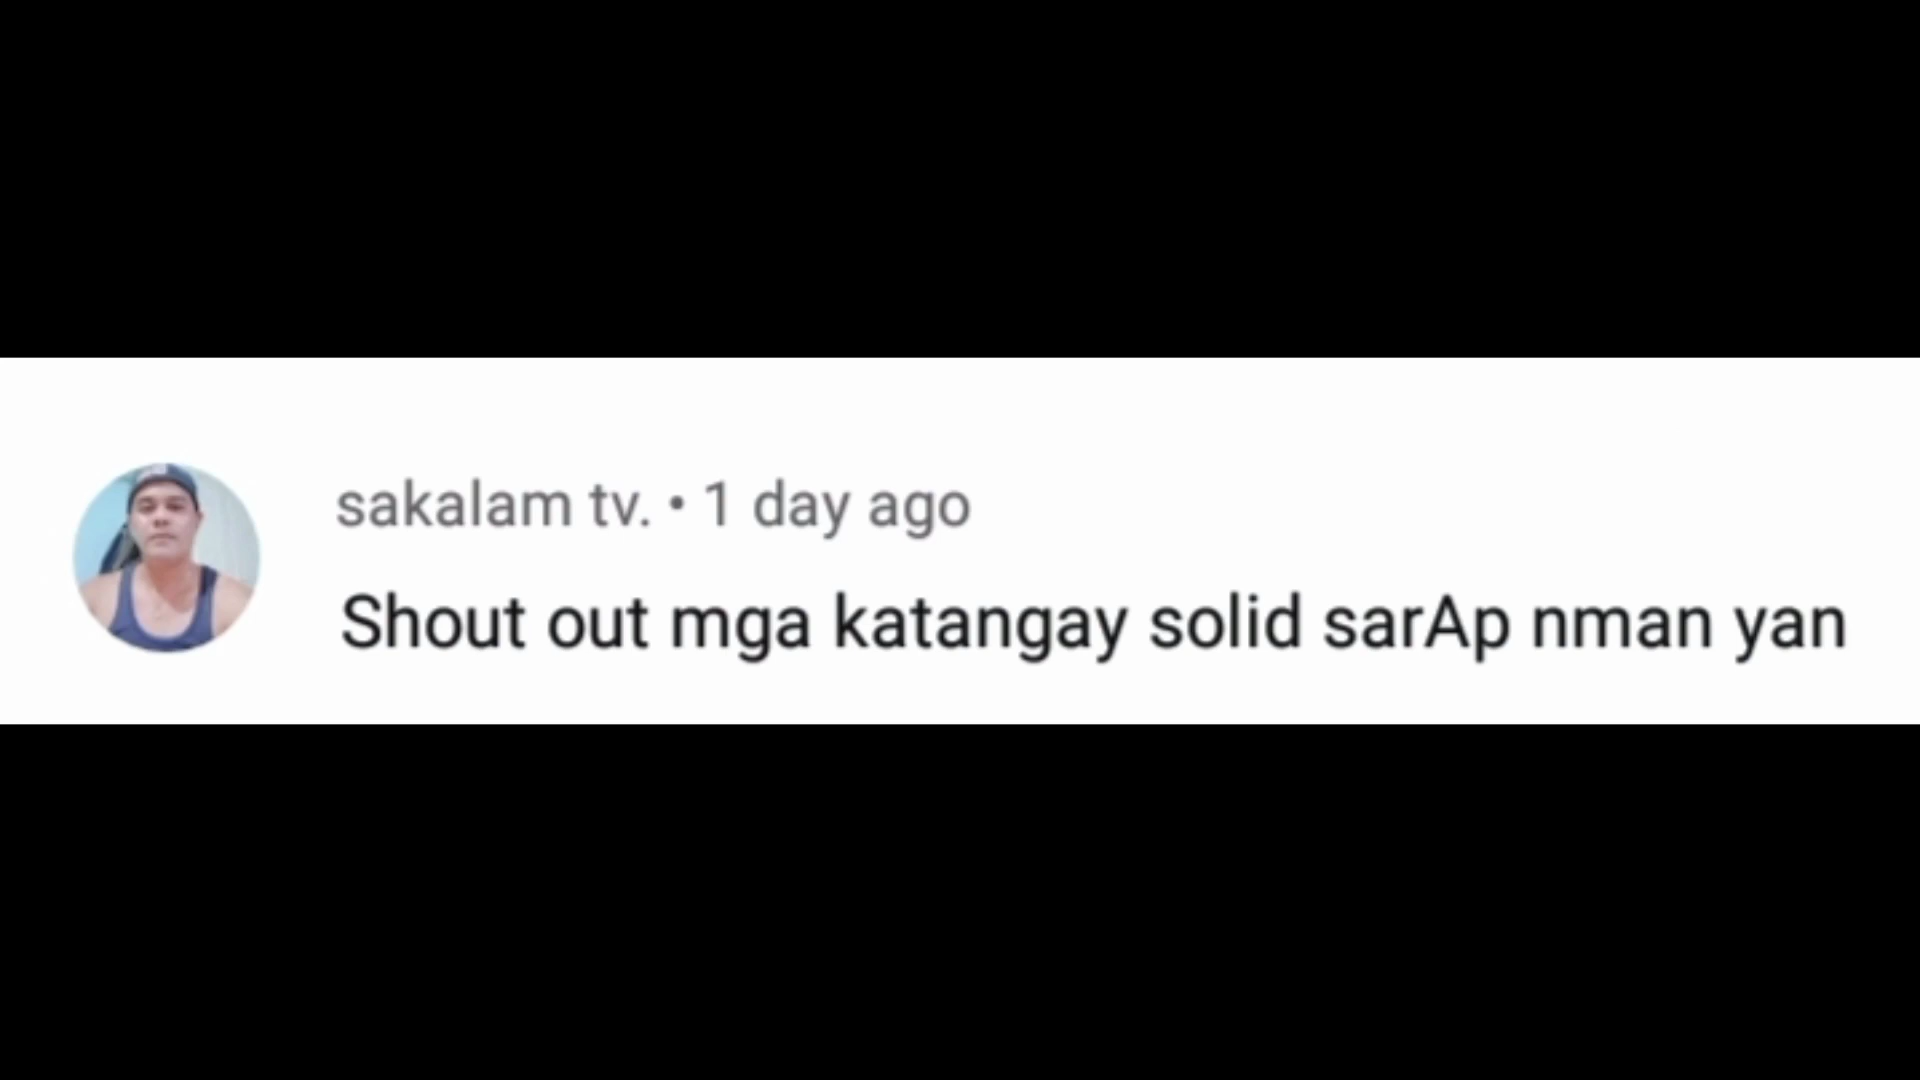 sakalam tv. • 1 day ago
Shout out mga katangay solid sarAp nman yan